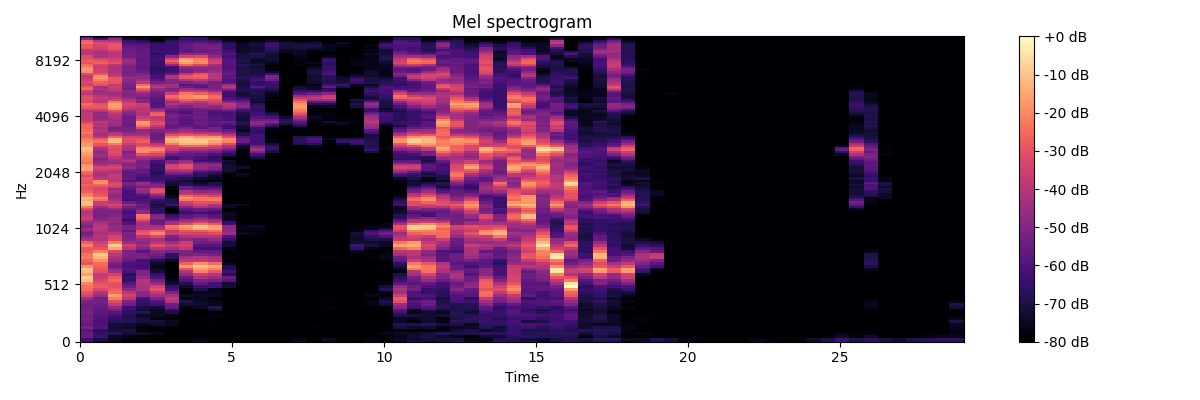 Mel spectrogram
Hz
8192
4096
2048
1024
512
0
0 5 10 15 20 25
Time
+0 dB
-10 dB
-20 dB
-30 dB
-40 dB
-50 dB
-60 dB
-70 dB
-80 dB